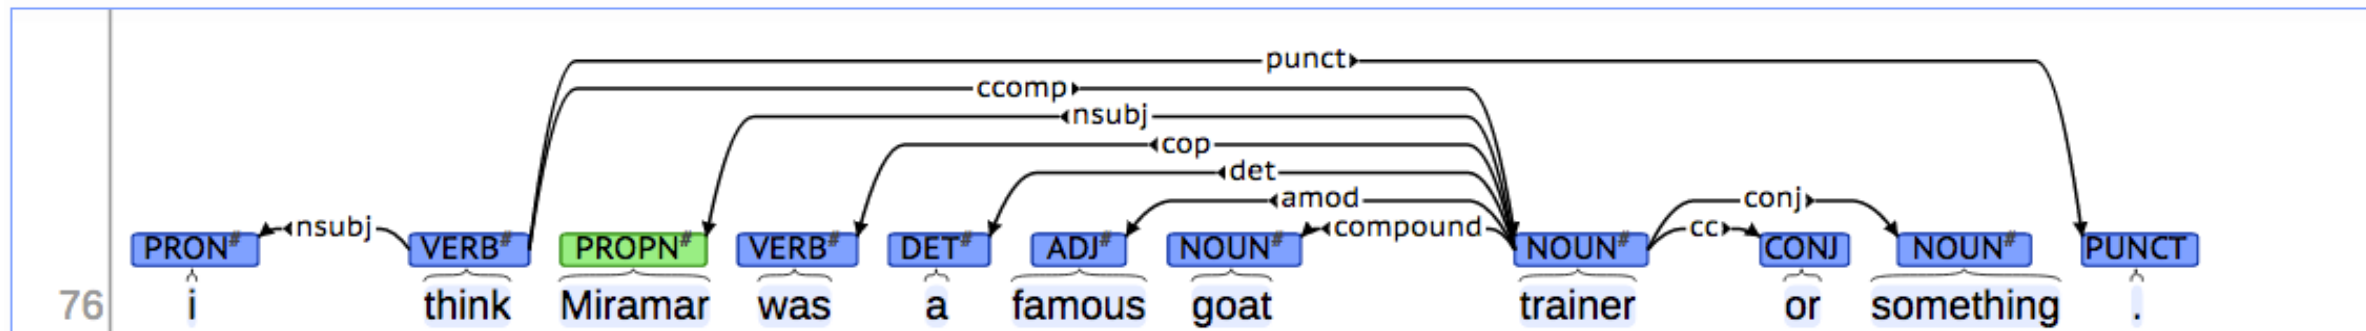 punct
ccomp
nsubj
cop
det
amod
nsubj compound conj cc
PRON# VERB# PROPN# VERB# DET# ADJ# NOUN# NOUN# CONJ NOUN# PUNCT
76 i think Miramar was a famous goat trainer or something .